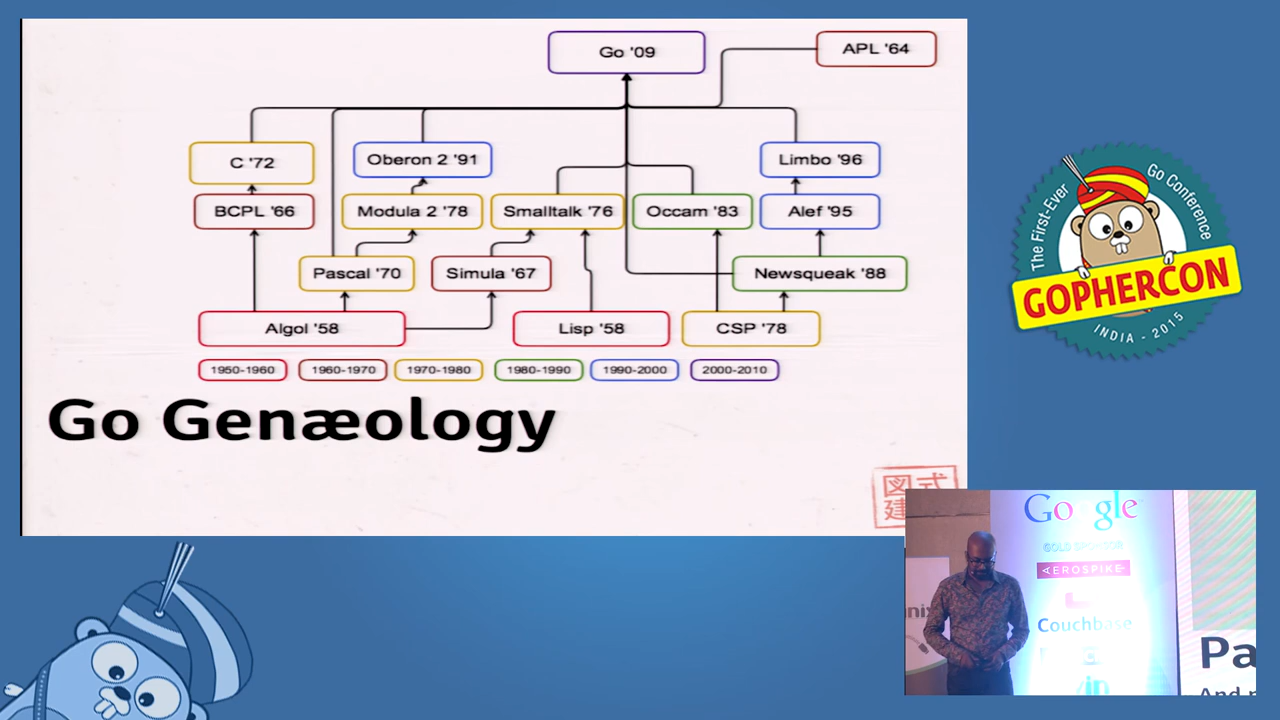 Go '09
APL '64
C '72
Oberon 2 '91
Limbo '96
BCPL '66
Modula 2 '78
Smalltalk '76
Occam '83
Alef '95
Pascal '70
Simula '67
Newsqueak '88
Algol '58
Lisp '58
CSP '78
1950-1960
1960-1970
1970-1980
1980-1990
1990-2000
2000-2010
Go Genæology
図式
建
The First-Ever
Go Conference
GOPHERCON
INDIA - 2015
Google
GOLD SPONSOR
AEROSPIKE
Couchbase
Pa